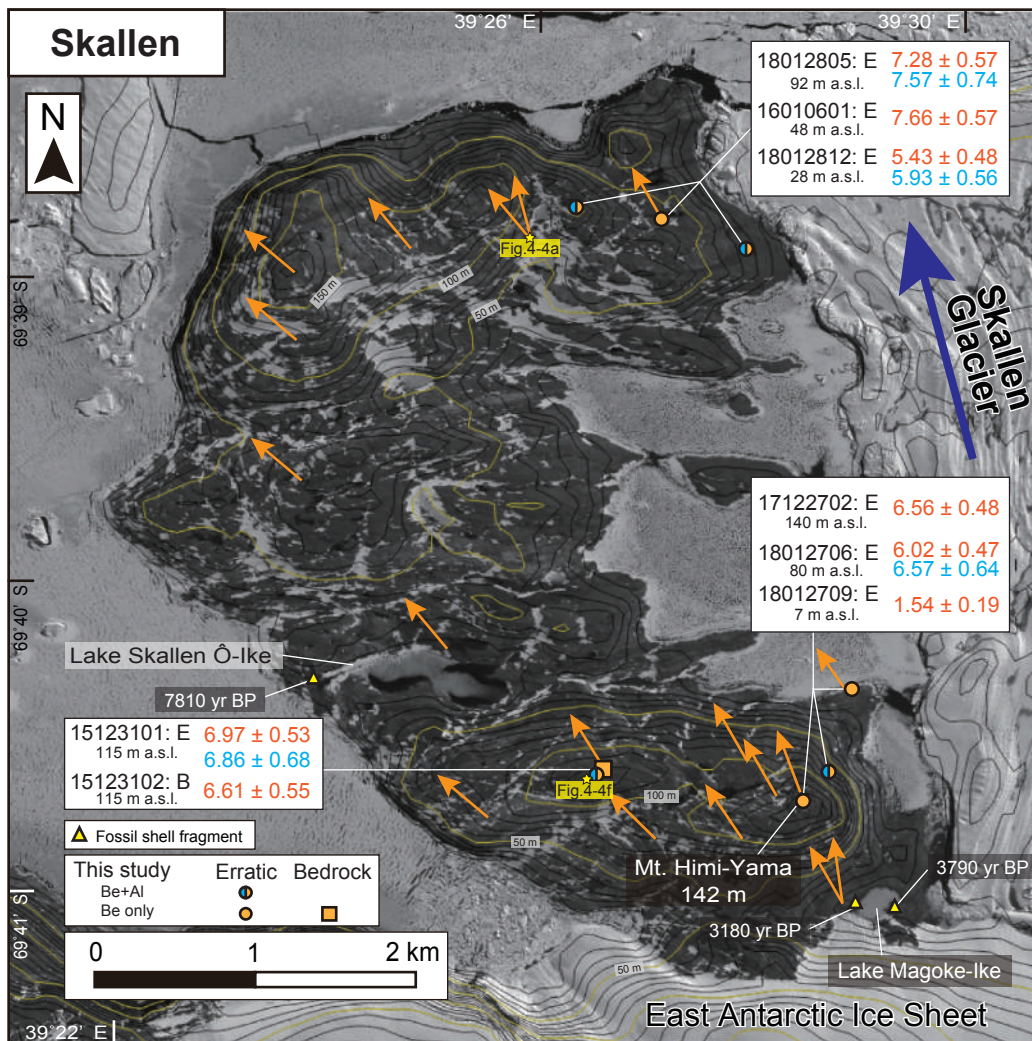 Skallen
39˚26’ E
39˚30’ E
N
18012805: E 7.28 ± 0.57
92 m a.s.l. 7.57 ± 0.74
16010601: E 7.66 ± 0.57
48 m a.s.l.
18012812: E 5.43 ± 0.48
28 m a.s.l. 5.93 ± 0.56
Fig.4-4a
150 m
100 m
50 m
69˚39’ S
Skallen
Glacier
17122702: E 6.56 ± 0.48
140 m a.s.l.
18012706: E 6.02 ± 0.47
80 m a.s.l. 6.57 ± 0.64
18012709: E 1.54 ± 0.19
7 m a.s.l.
69˚40’ S
Lake Skallen Ô-Ike
7810 yr BP
15123101: E 6.97 ± 0.53
115 m a.s.l. 6.86 ± 0.68
15123102: B 6.61 ± 0.55
115 m a.s.l.
Fig.4-4f
100 m
50 m
Fossil shell fragment
This study Erratic Bedrock
Be+Al
Be only
Mt. Himi-Yama
142 m
3790 yr BP
3180 yr BP
69˚41’ S
0 1 2 km
Lake Magoke-Ike
50 m
East Antarctic Ice Sheet
39˚22’ E